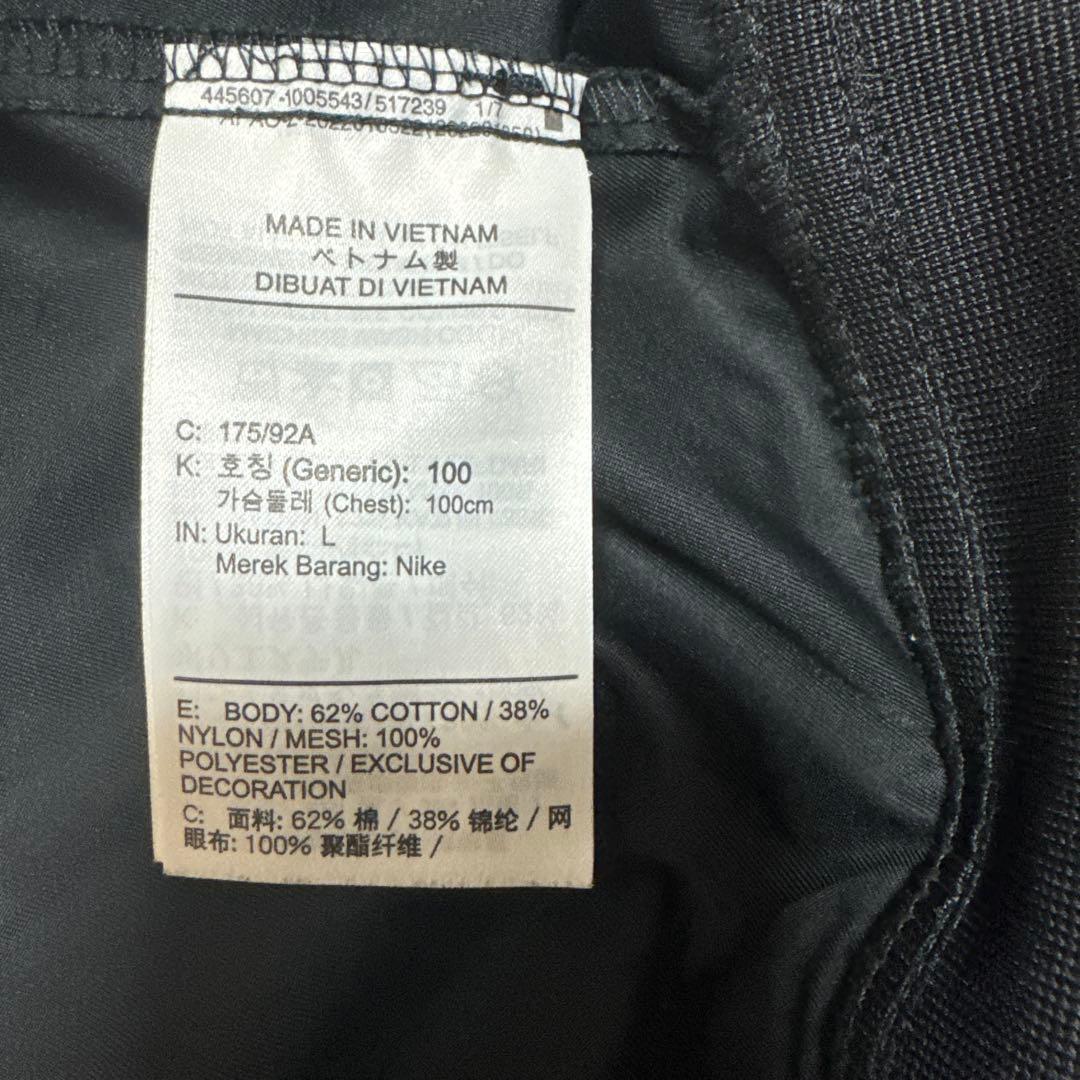 445607-1005543/517239 1/7
MADE IN VIETNAM
ベトナム製
DIBUAT DI VIETNAM
C: 175/92A
K: 호칭 (Generic): 100
가슴둘레 (Chest): 100cm
IN: Ukuran: L
Merek Barang: Nike
E: BODY: 62% COTTON / 38%
NYLON / MESH: 100%
POLYESTER / EXCLUSIVE OF
DECORATION
C: 面料: 62% 棉 / 38% 锦纶 / 网
眼布: 100% 聚酯纤维 /